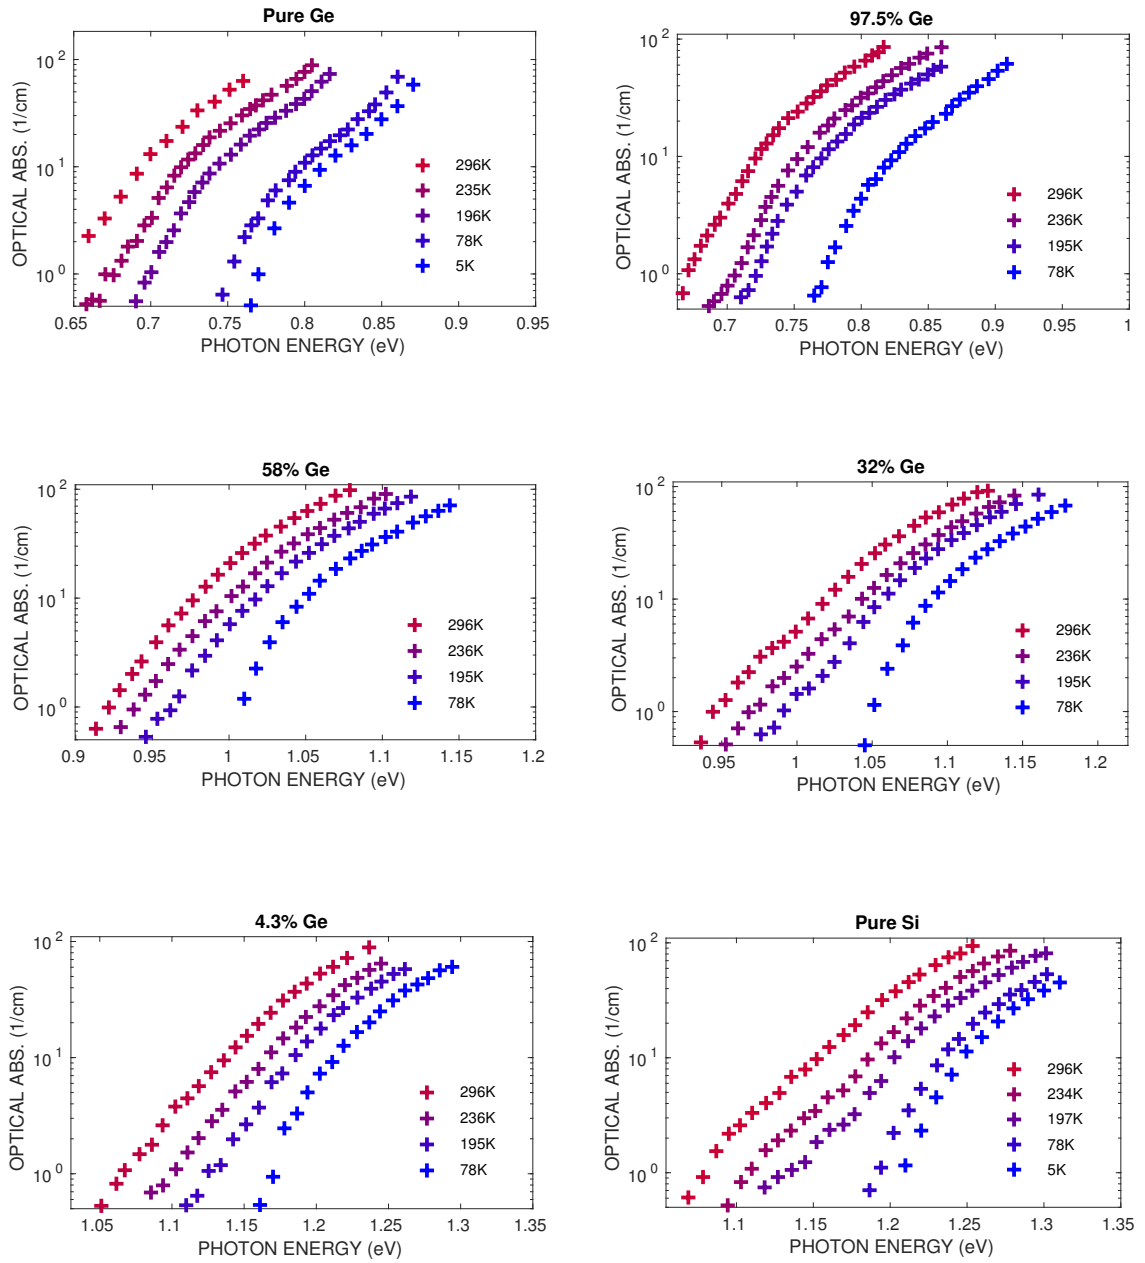 Pure Ge
OPTICAL ABS. (1/cm)
10²
10¹
10⁰
296K
235K
196K
78K
5K
0.65 0.7 0.75 0.8 0.85 0.9 0.95
PHOTON ENERGY (eV)
97.5% Ge
OPTICAL ABS. (1/cm)
10²
10¹
10⁰
296K
236K
195K
78K
0.7 0.75 0.8 0.85 0.9 0.95 1
PHOTON ENERGY (eV)
58% Ge
OPTICAL ABS. (1/cm)
10²
10¹
10⁰
296K
236K
195K
78K
0.9 0.95 1 1.05 1.1 1.15 1.2
PHOTON ENERGY (eV)
32% Ge
OPTICAL ABS. (1/cm)
10²
10¹
10⁰
296K
236K
195K
78K
0.95 1 1.05 1.1 1.15 1.2
PHOTON ENERGY (eV)
4.3% Ge
OPTICAL ABS. (1/cm)
10²
10¹
10⁰
296K
236K
195K
78K
1.05 1.1 1.15 1.2 1.25 1.3 1.35
PHOTON ENERGY (eV)
Pure Si
OPTICAL ABS. (1/cm)
10²
10¹
10⁰
296K
234K
197K
78K
5K
1.1 1.15 1.2 1.25 1.3 1.35
PHOTON ENERGY (eV)